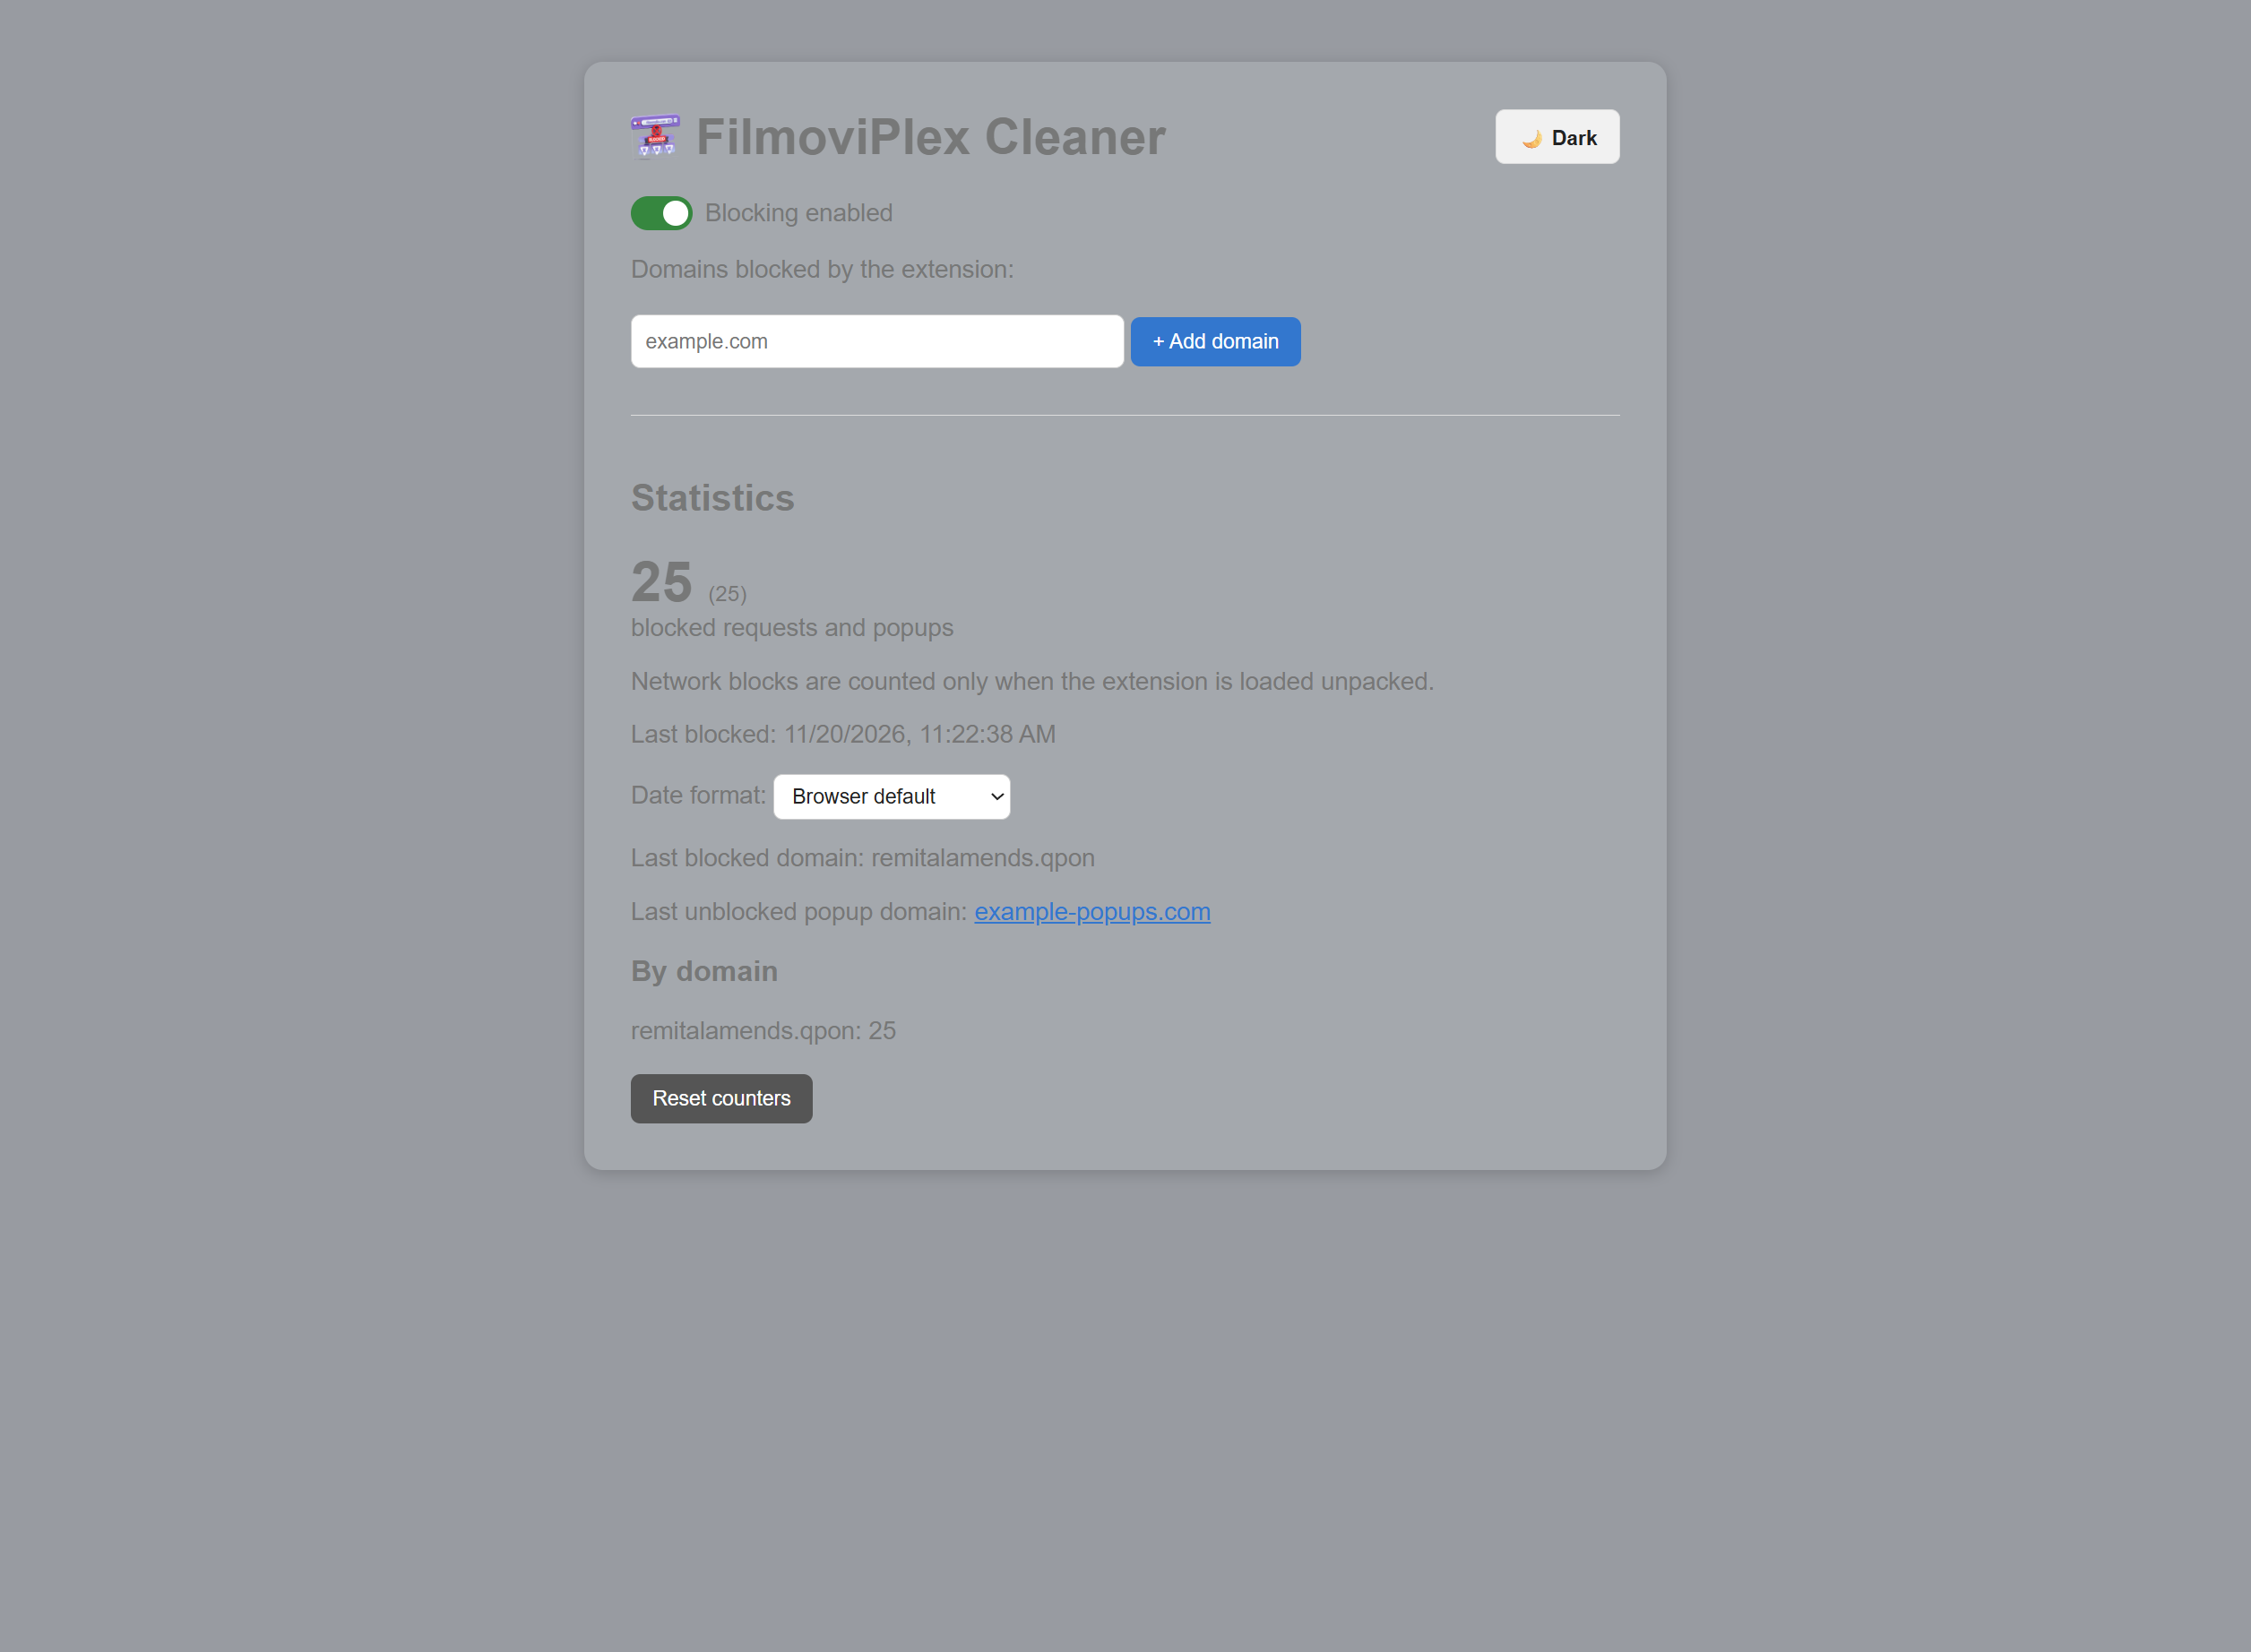 FilmoviPlex Cleaner
🌙 Dark
Blocking enabled
Domains blocked by the extension:
example.com
+ Add domain
Statistics
25 (25)
blocked requests and popups
Network blocks are counted only when the extension is loaded unpacked.
Last blocked: 11/20/2026, 11:22:38 AM
Date format: Browser default
Last blocked domain: remitalamends.qpon
Last unblocked popup domain: example-popups.com
By domain
remitalamends.qpon: 25
Reset counters